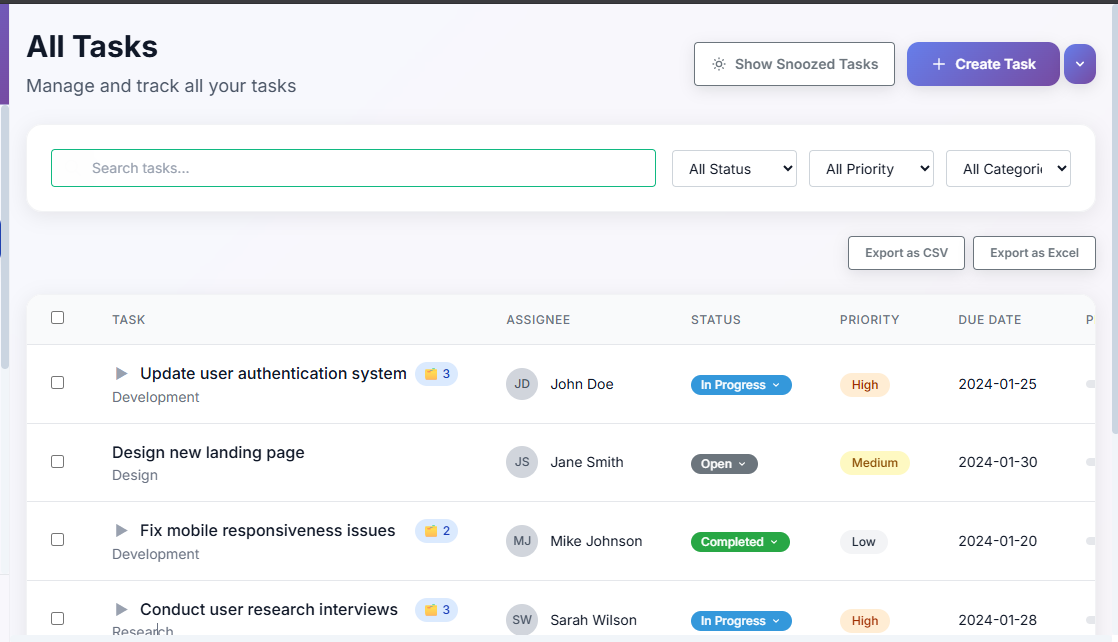 All Tasks
Manage and track all your tasks
Show Snoozed Tasks
Create Task
Search tasks...
All Status
All Priority
All Categori
Export as CSV
Export as Excel
TASK ASSIGNEE STATUS PRIORITY DUE DATE P
Update user authentication system 3
Development
JD John Doe In Progress High 2024-01-25
Design new landing page
Design
JS Jane Smith Open Medium 2024-01-30
Fix mobile responsiveness issues 2
Development
MJ Mike Johnson Completed Low 2024-01-20
Conduct user research interviews 3
Research
SW Sarah Wilson In Progress High 2024-01-28